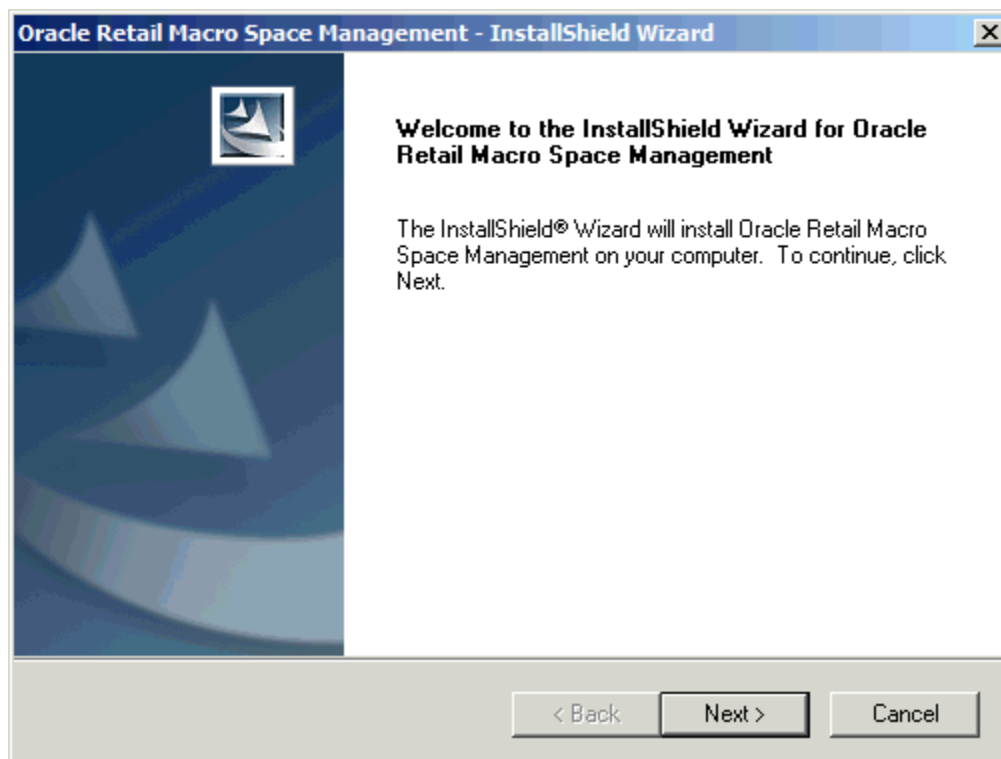 Oracle Retail Macro Space Management - InstallShield Wizard
Welcome to the InstallShield Wizard for Oracle
Retail Macro Space Management
The InstallShield® Wizard will install Oracle Retail Macro
Space Management on your computer. To continue, click
Next.
< Back
Next >
Cancel